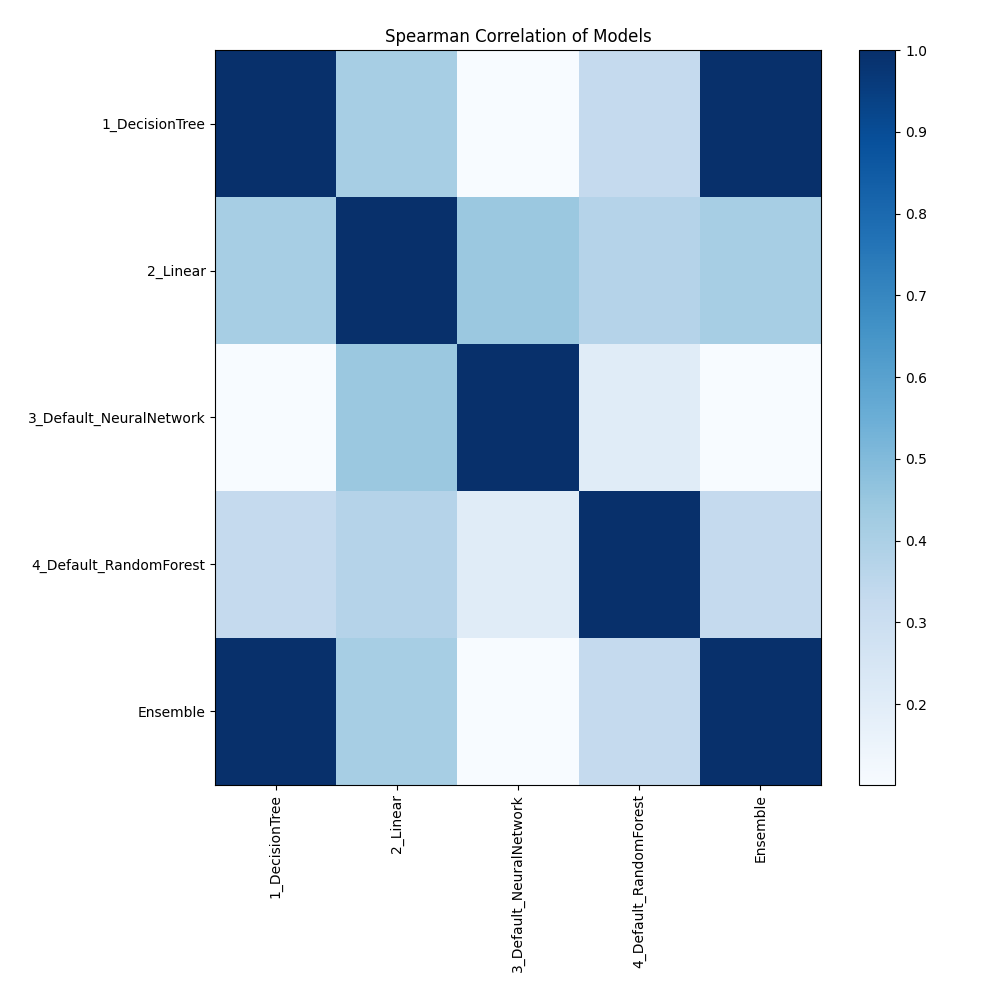 Spearman Correlation of Models
1_DecisionTree
2_Linear
3_Default_NeuralNetwork
4_Default_RandomForest
Ensemble
1_DecisionTree
2_Linear
3_Default_NeuralNetwork
4_Default_RandomForest
Ensemble
1.0
0.9
0.8
0.7
0.6
0.5
0.4
0.3
0.2